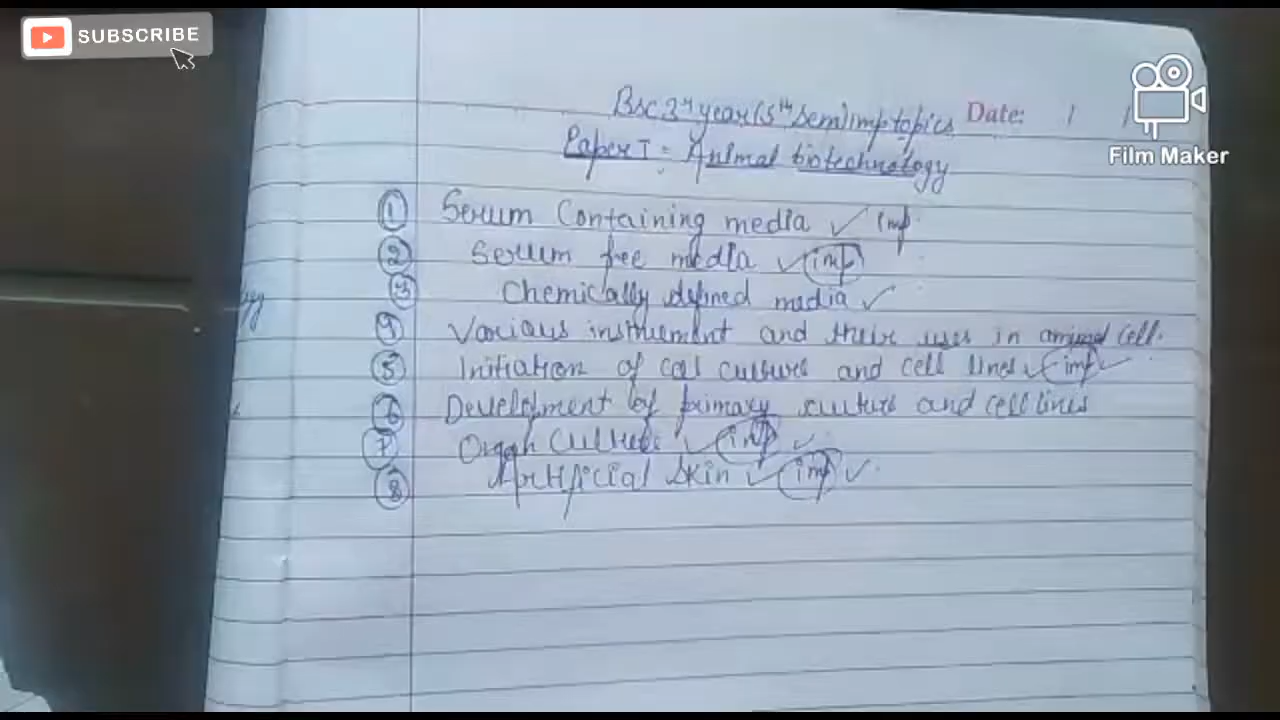 SUBSCRIBE
Bsc 3rd year (5th Sem) imp topics
Date: / /
Paper I = Animal biotechnology
Film Maker
① Serum Containing media ✓ imp
② Serum free media ✓ imp
③ Chemically defined media ✓
④ Various instrument and their uses in animal cell.
⑤ Initiation of cell culture and cell lines ✓ imp ✓
⑥ Development of primary culture and cell lines
⑦ Organ Culture ✓ imp ✓
⑧ Artificial skin ✓ imp ✓